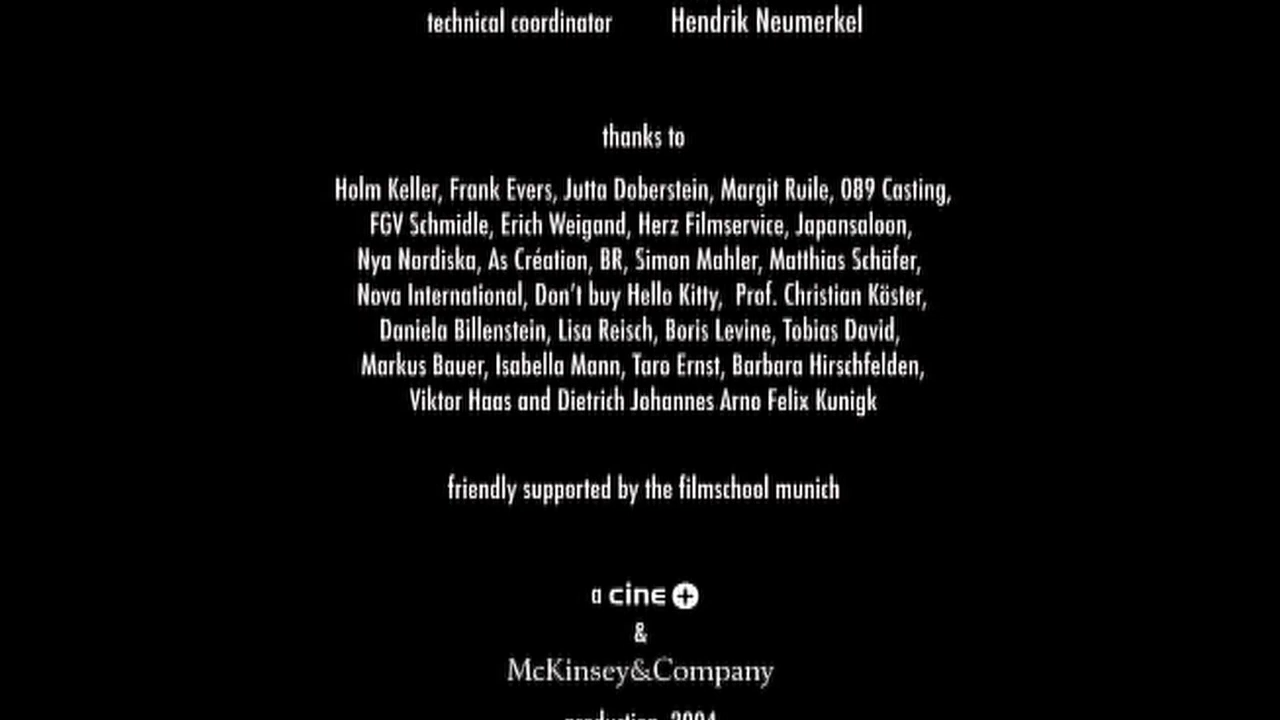 technical coordinator Hendrik Neumerkel
thanks to
Holm Keller, Frank Evers, Jutta Doberstein, Margit Ruile, 089 Casting,
FGV Schmidle, Erich Weigand, Herz Filmservice, Japansaloon,
Nya Nordiska, As Création, BR, Simon Mahler, Matthias Schäfer,
Nova International, Don't buy Hello Kitty, Prof. Christian Köster,
Daniela Billenstein, Lisa Reisch, Boris Levine, Tobias David,
Markus Bauer, Isabella Mann, Taro Ernst, Barbara Hirschfelden,
Viktor Haas and Dietrich Johannes Arno Felix Kunigk
friendly supported by the filmschool munich
a cine +
&
McKinsey&Company
production 2004